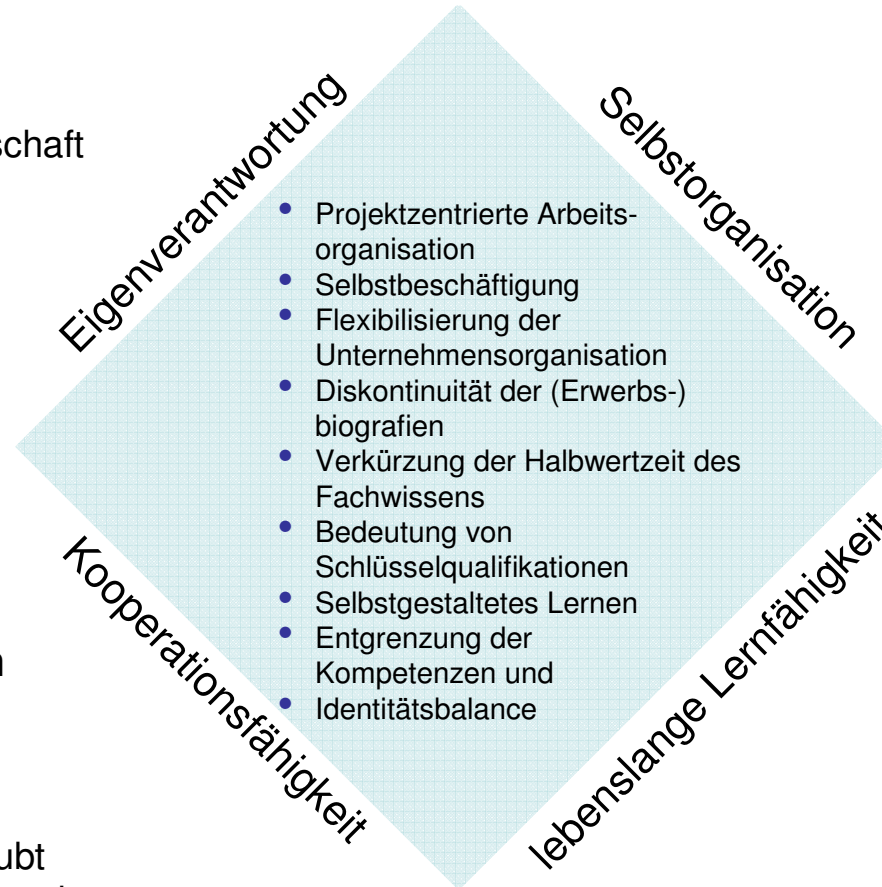 schaft
Eigenverantwortung
Selbstorganisation
• Projektzentrierte Arbeits-
organisation
• Selbstbeschäftigung
• Flexibilisierung der
Unternehmensorganisation
• Diskontinuität der (Erwerbs-)
biografien
• Verkürzung der Halbwertzeit des
Fachwissens
• Bedeutung von
Schlüsselqualifikationen
• Selbstgestaltetes Lernen
• Entgrenzung der
Kompetenzen und
• Identitätsbalance
Kooperationsfähigkeit
lebenslange Lernfähigkeit
n
ubt